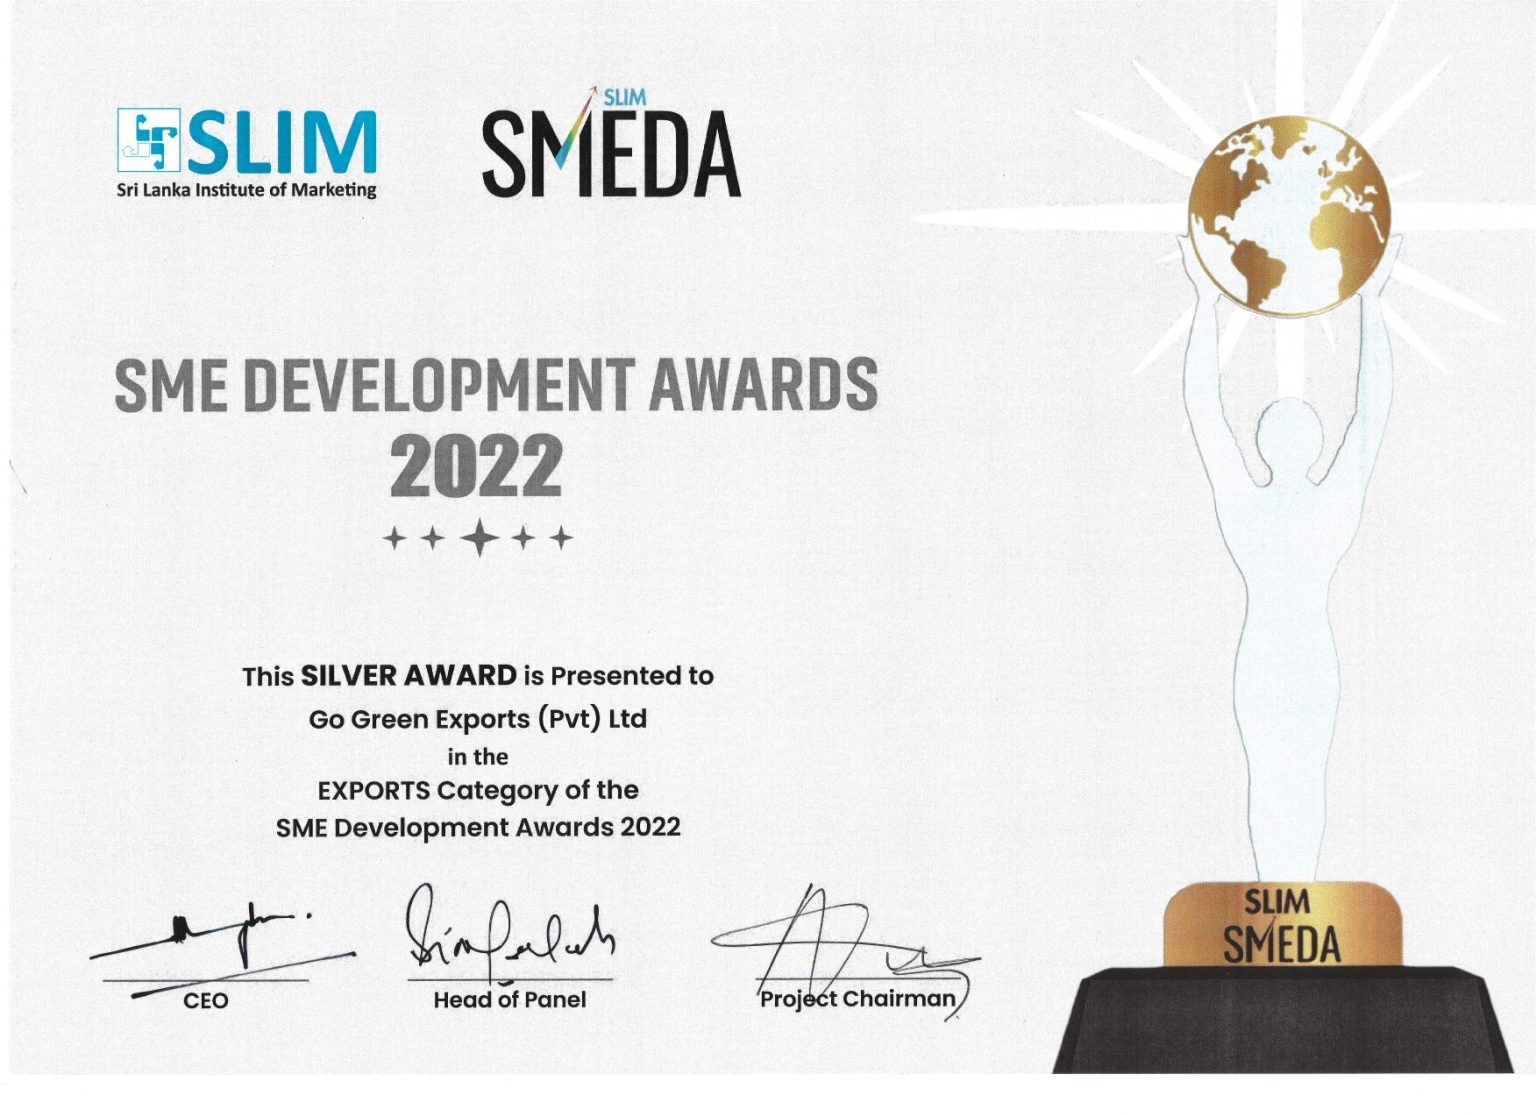 SLIM
Sri Lanka Institute of Marketing
SLIM
SMEDA
SME DEVELOPMENT AWARDS
2022
This SILVER AWARD is Presented to
Go Green Exports (Pvt) Ltd
in the
EXPORTS Category of the
SME Development Awards 2022
CEO
Head of Panel
Project Chairman
SLIM
SMEDA